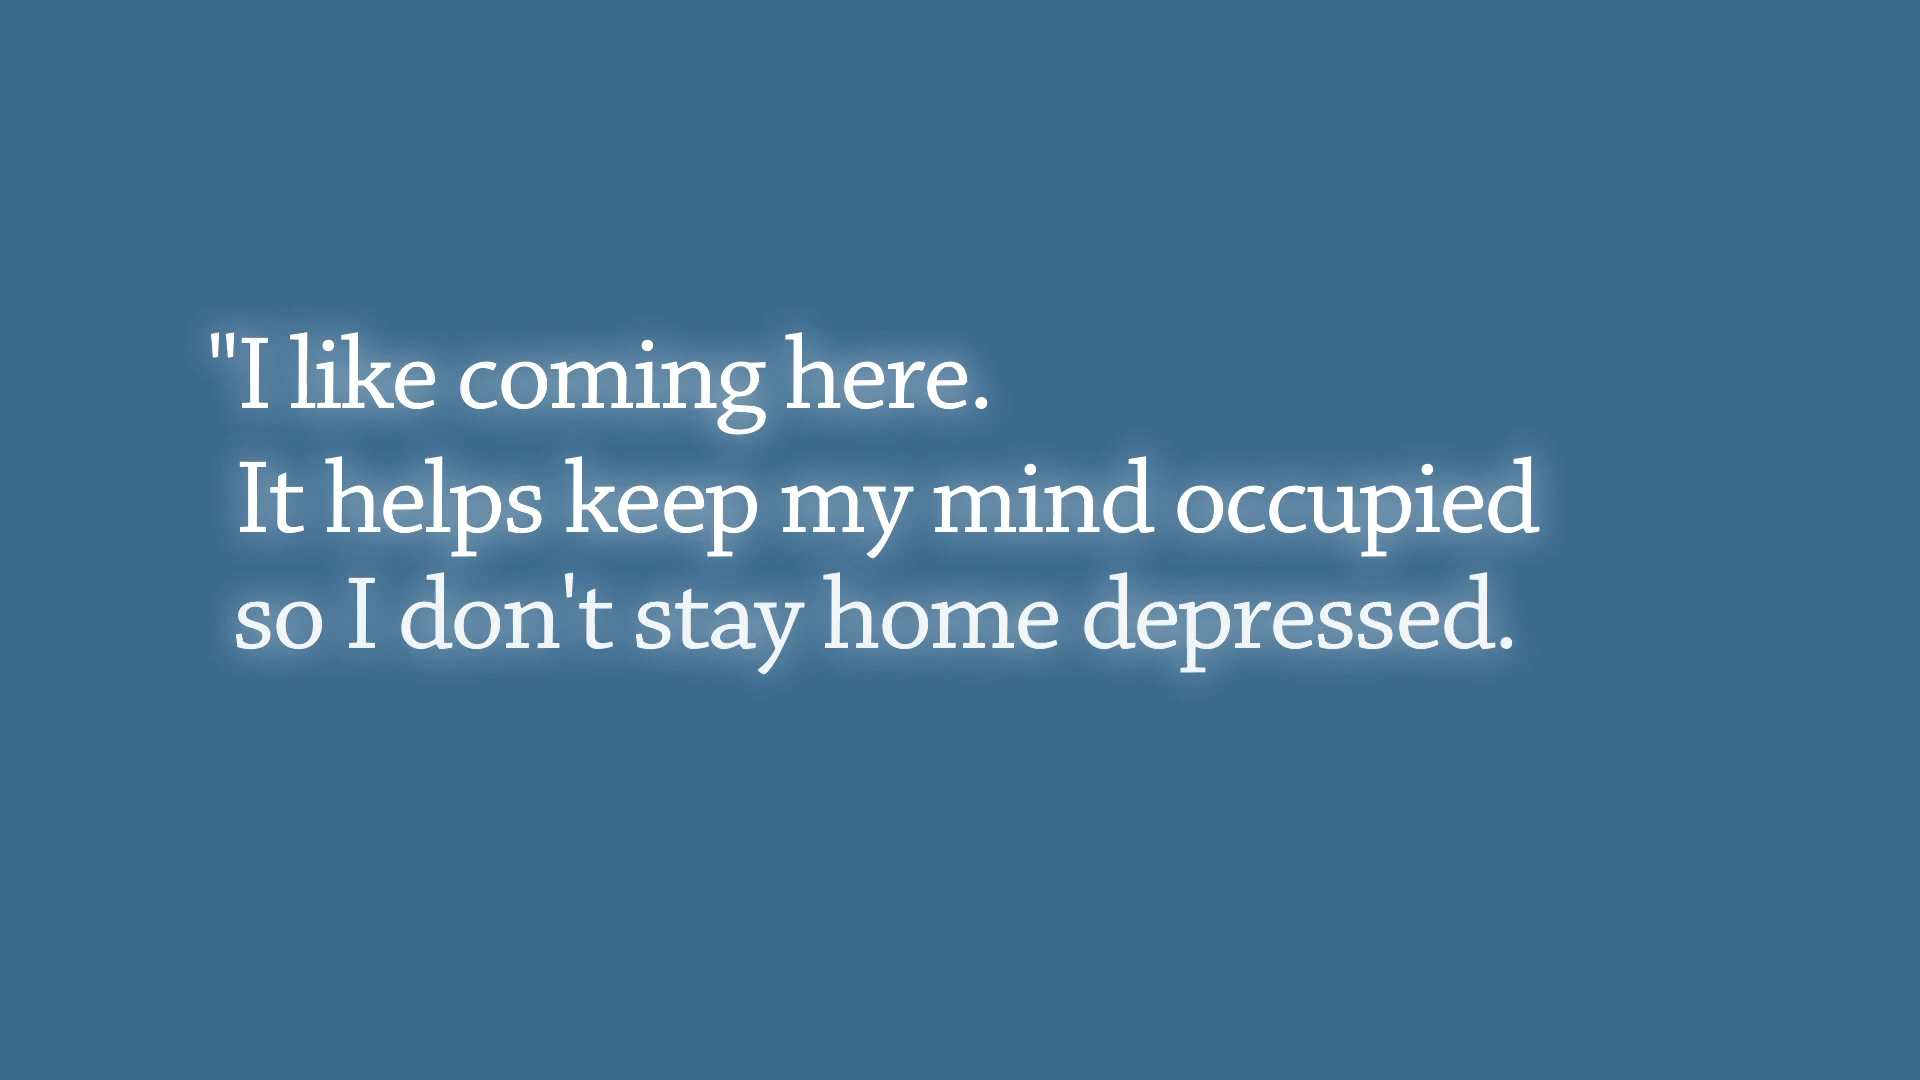 "I like coming here.
It helps keep my mind occupied
so I don't stay home depressed.